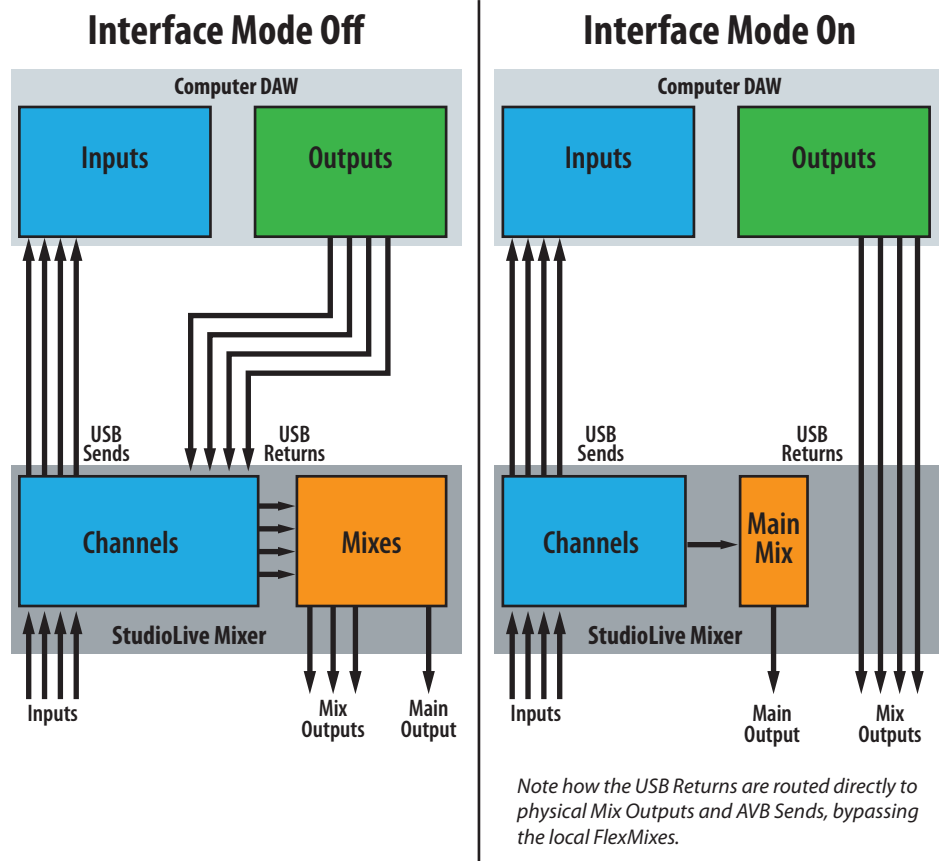 Interface Mode Off
Computer DAW
Inputs
Outputs
USB
Sends
USB
Returns
Channels
Mixes
StudioLive Mixer
Inputs
Mix
Outputs
Main
Output
Interface Mode On
Computer DAW
Inputs
Outputs
USB
Sends
USB
Returns
Channels
Main
Mix
StudioLive Mixer
Inputs
Main
Output
Mix
Outputs
Note how the USB Returns are routed directly to
physical Mix Outputs and AVB Sends, bypassing
the local FlexMixes.